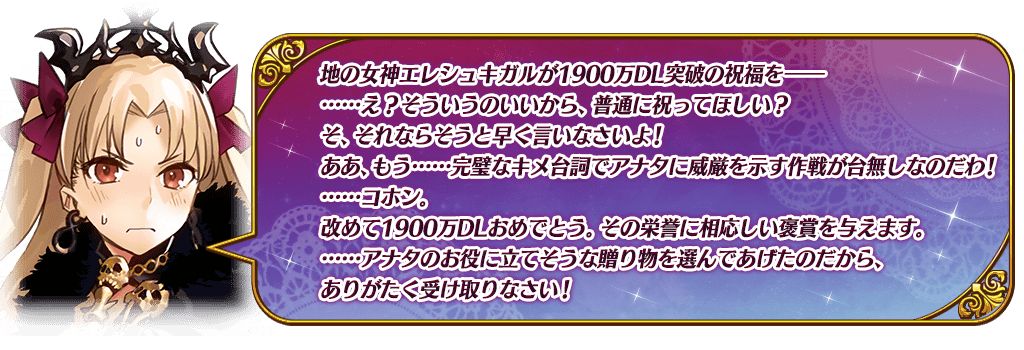 地の女神エレシュキガルが1900万DL突破の祝福を――
……え？そういうのいいから、普通に祝ってほしい？
そ、それならそうと早く言いなさいよ！
ああ、もう……完璧なキメ台詞でアナタに威厳を示す作戦が台無しなのだわ！
……コホン。
改めて1900万DLおめでとう。その栄誉に相応しい褒賞を与えます。
……アナタのお役に立てそうな贈り物を選んであげたのだから、
ありがたく受け取りなさい！